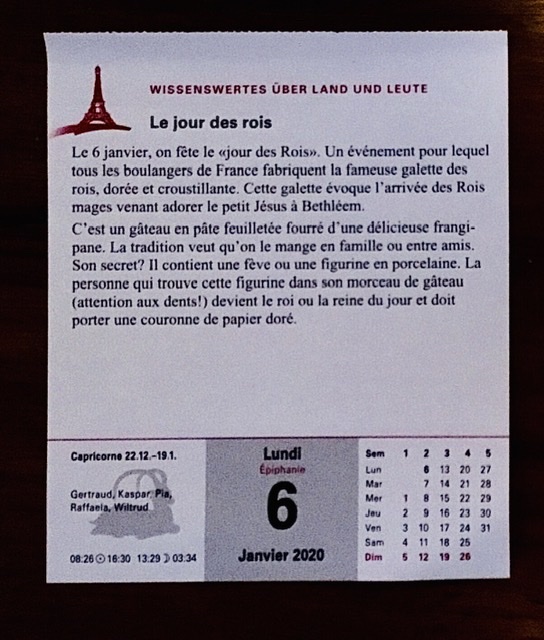 WISSENSWERTES ÜBER LAND UND LEUTE
Le jour des rois
Le 6 janvier, on fête le «jour des Rois». Un événement pour lequel
tous les boulangers de France fabriquent la fameuse galette des
rois, dorée et croustillante. Cette galette évoque l'arrivée des Rois
mages venant adorer le petit Jésus à Bethléem.
C'est un gâteau en pâte feuilletée fourré d'une délicieuse frangi-
pane. La tradition veut qu'on le mange en famille ou entre amis.
Son secret? Il contient une fève ou une figurine en porcelaine. La
personne qui trouve cette figurine dans son morceau de gâteau
(attention aux dents!) devient le roi ou la reine du jour et doit
porter une couronne de papier doré.
Capricorne 22.12.–19.1.
Gertraud, Kaspar, Pia,
Raffaela, Wiltrud
08:26 ☉ 16:30 13:29 ☽ 03:34
Lundi
Épiphanie
6
Janvier 2020
Sem 1 2 3 4 5
Lun 6 13 20 27
Mar 7 14 21 28
Mer 1 8 15 22 29
Jeu 2 9 16 23 30
Ven 3 10 17 24 31
Sam 4 11 18 25
Dim 5 12 19 26